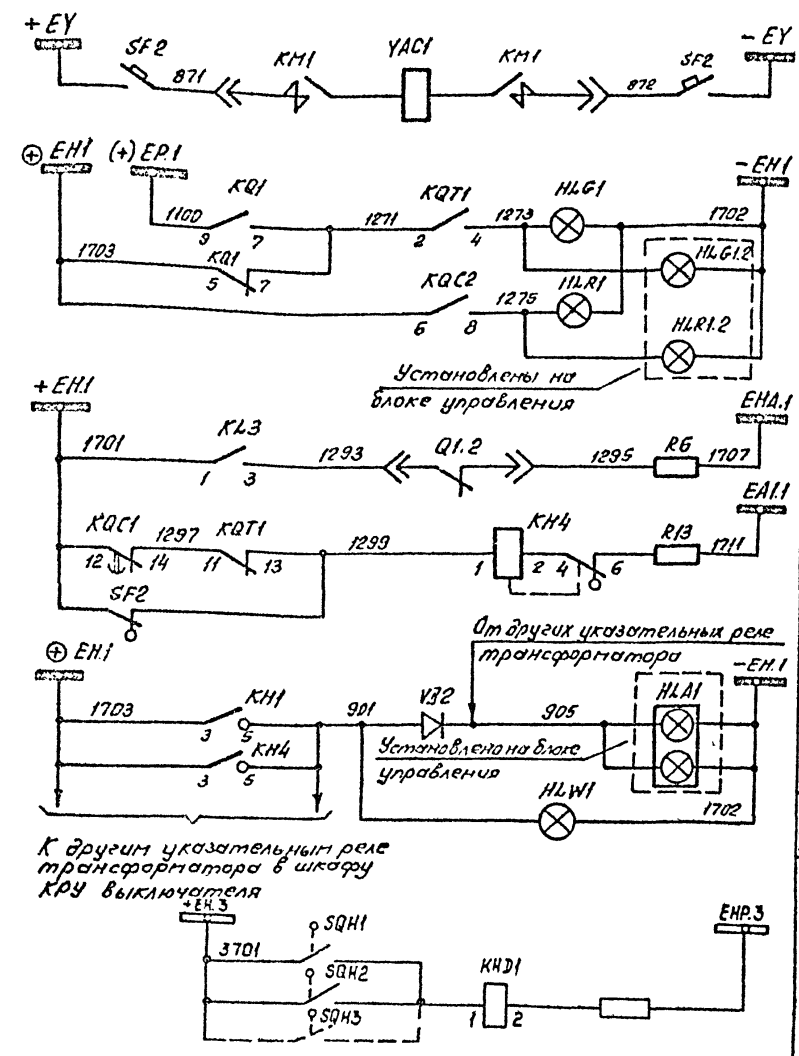 + EY
- EY
SF2
KM1
YAC1
KM1
SF2
871
872
⊕ EH1
(+) EP.1
- EH1
KQ1
KQT1
HLG1
1100
9
7
1271
2
4
1273
1702
1703
KQ1
5
7
HLG1.2
KQC2
HLR1
6
8
1275
HLR1.2
Установлены на
блоке управления
+ EH.1
EHA.1
1701
KL3
1293
Q1.2
1295
R6
1707
1
3
EA1.1
KQC1
1297
KQT1
1299
KH4
R13
1711
12
14
11
13
1
2
4
6
SF2
От других указательных реле
трансформатора
⊕ EH.1
-EH.1
1703
KH1
901
VB2
905
HLA1
3
5
KH4
Установлено на блоке
управления
3
5
HLW1
1702
К другим указательным реле
трансформатора в шкафу
КРУ выключателя
+EH.3
EHP.3
SQH1
3701
SQH2
KHD1
SQH3
1
2